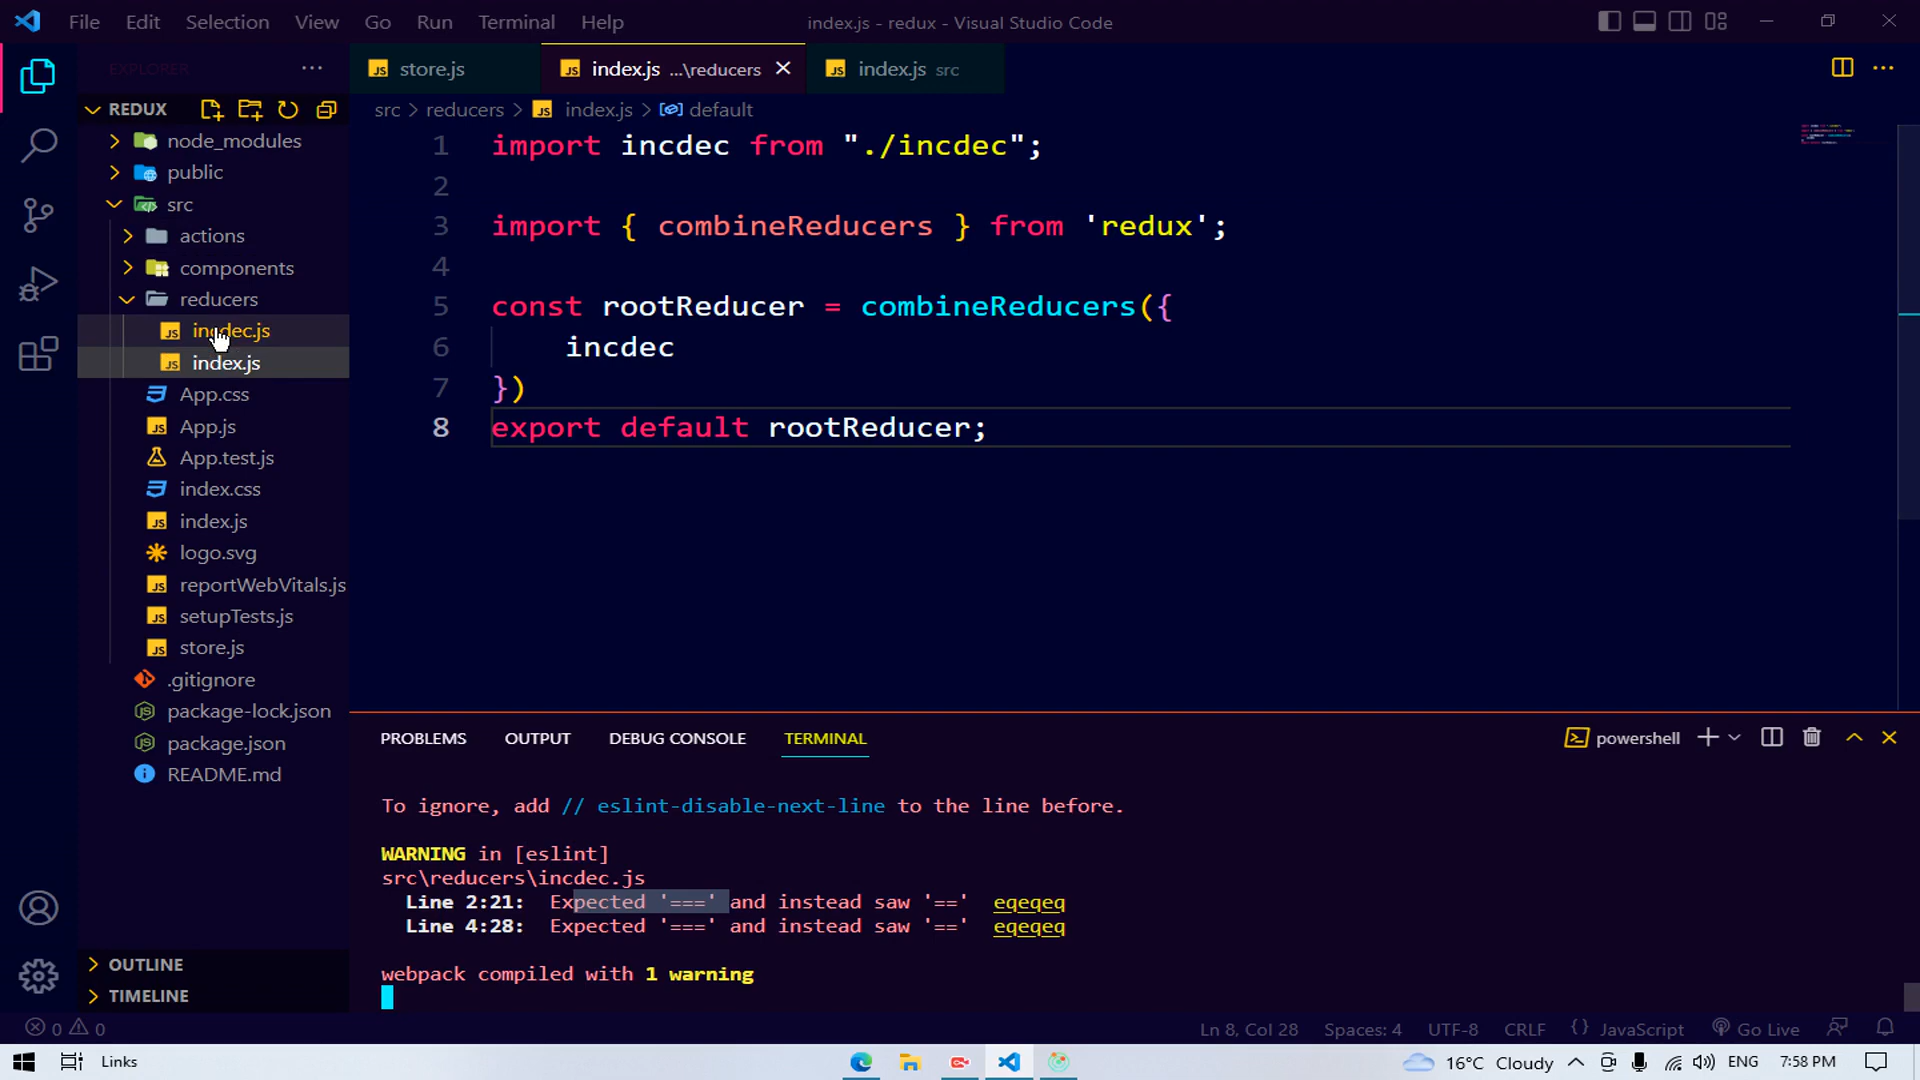 File Edit Selection View Go Run Terminal Help
index.js - redux - Visual Studio Code
EXPLORER
store.js
index.js ...\reducers
index.js src
REDUX
src > reducers > index.js > default
node_modules
public
src
actions
components
reducers
incdec.js
index.js
App.css
App.js
App.test.js
index.css
index.js
logo.svg
reportWebVitals.js
setupTests.js
store.js
.gitignore
package-lock.json
package.json
README.md
OUTLINE
TIMELINE
1 import incdec from "./incdec";
2
3 import { combineReducers } from 'redux';
4
5 const rootReducer = combineReducers({
6 incdec
7 })
8 export default rootReducer;
PROBLEMS OUTPUT DEBUG CONSOLE TERMINAL
powershell
To ignore, add // eslint-disable-next-line to the line before.
WARNING in [eslint]
src\reducers\incdec.js
Line 2:21: Expected '===' and instead saw '==' eqeqeq
Line 4:28: Expected '===' and instead saw '==' eqeqeq
webpack compiled with 1 warning
0 0
Ln 8, Col 28 Spaces: 4 UTF-8 CRLF {} JavaScript Go Live
Links
16°C Cloudy ENG 7:58 PM